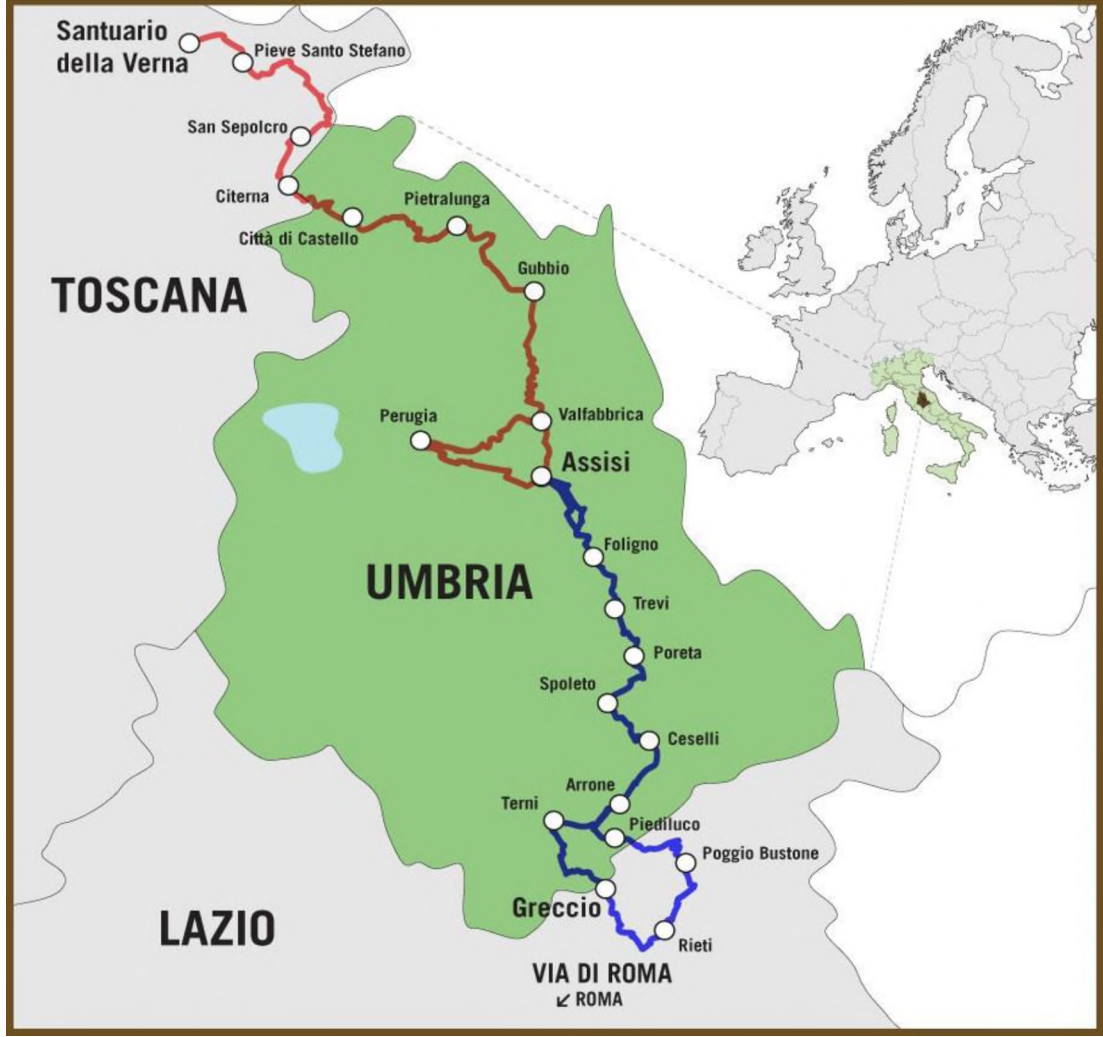 Santuario
della Verna
Pieve Santo Stefano
San Sepolcro
Citerna
Pietralunga
Città di Castello
Gubbio
TOSCANA
Perugia
Valfabbrica
Assisi
Foligno
UMBRIA
Trevi
Poreta
Spoleto
Ceselli
Arrone
Terni
Piediluco
Poggio Bustone
Greccio
LAZIO
Rieti
VIA DI ROMA
↙ ROMA